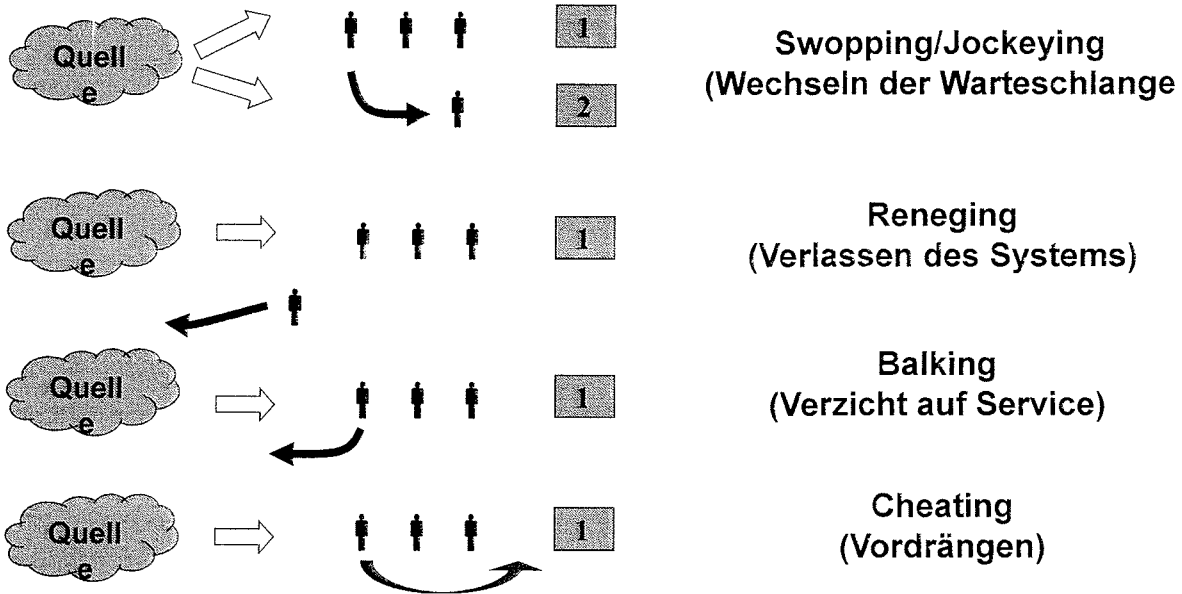 Quell
e
1
2
Swopping/Jockeying
(Wechseln der Warteschlange
Quell
e
1
Reneging
(Verlassen des Systems)
Quell
e
1
Balking
(Verzicht auf Service)
Quell
e
1
Cheating
(Vordrängen)